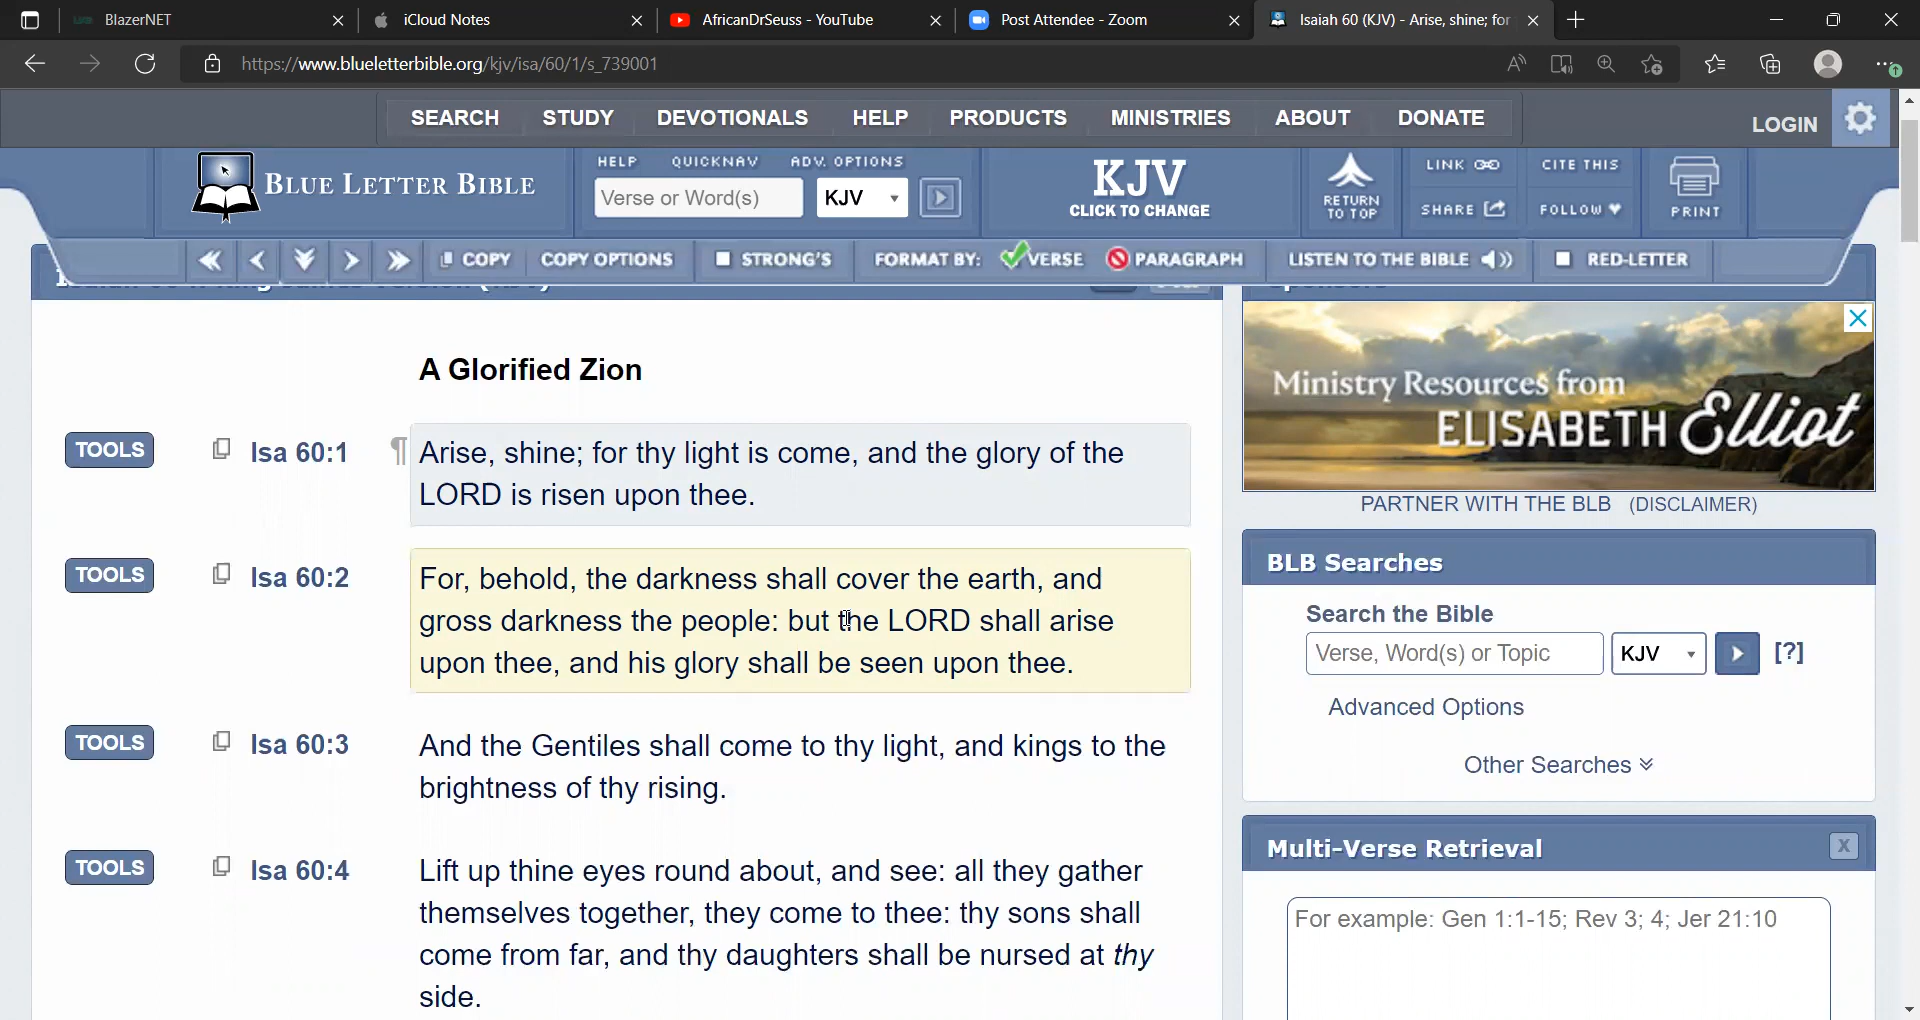 BlazerNET
iCloud Notes
AfricanDrSeuss - YouTube
Post Attendee - Zoom
Isaiah 60 (KJV) - Arise, shine; for
https://www.blueletterbible.org/kjv/isa/60/1/s_739001
SEARCH STUDY DEVOTIONALS HELP PRODUCTS MINISTRIES ABOUT DONATE
LOGIN
BLUE LETTER BIBLE
HELP QUICKNAV ADV. OPTIONS
Verse or Word(s) KJV
KJV
CLICK TO CHANGE
RETURN
TO TOP
LINK
CITE THIS
SHARE
FOLLOW
PRINT
COPY COPY OPTIONS STRONG'S FORMAT BY: VERSE PARAGRAPH LISTEN TO THE BIBLE RED-LETTER
A Glorified Zion
TOOLS Isa 60:1 ¶ Arise, shine; for thy light is come, and the glory of the
LORD is risen upon thee.
TOOLS Isa 60:2 For, behold, the darkness shall cover the earth, and
gross darkness the people: but the LORD shall arise
upon thee, and his glory shall be seen upon thee.
TOOLS Isa 60:3 And the Gentiles shall come to thy light, and kings to the
brightness of thy rising.
TOOLS Isa 60:4 Lift up thine eyes round about, and see: all they gather
themselves together, they come to thee: thy sons shall
come from far, and thy daughters shall be nursed at thy
side.
Ministry Resources from
ELISABETH Elliot
PARTNER WITH THE BLB (DISCLAIMER)
BLB Searches
Search the Bible
Verse, Word(s) or Topic KJV [?]
Advanced Options
Other Searches
Multi-Verse Retrieval X
For example: Gen 1:1-15; Rev 3; 4; Jer 21:10